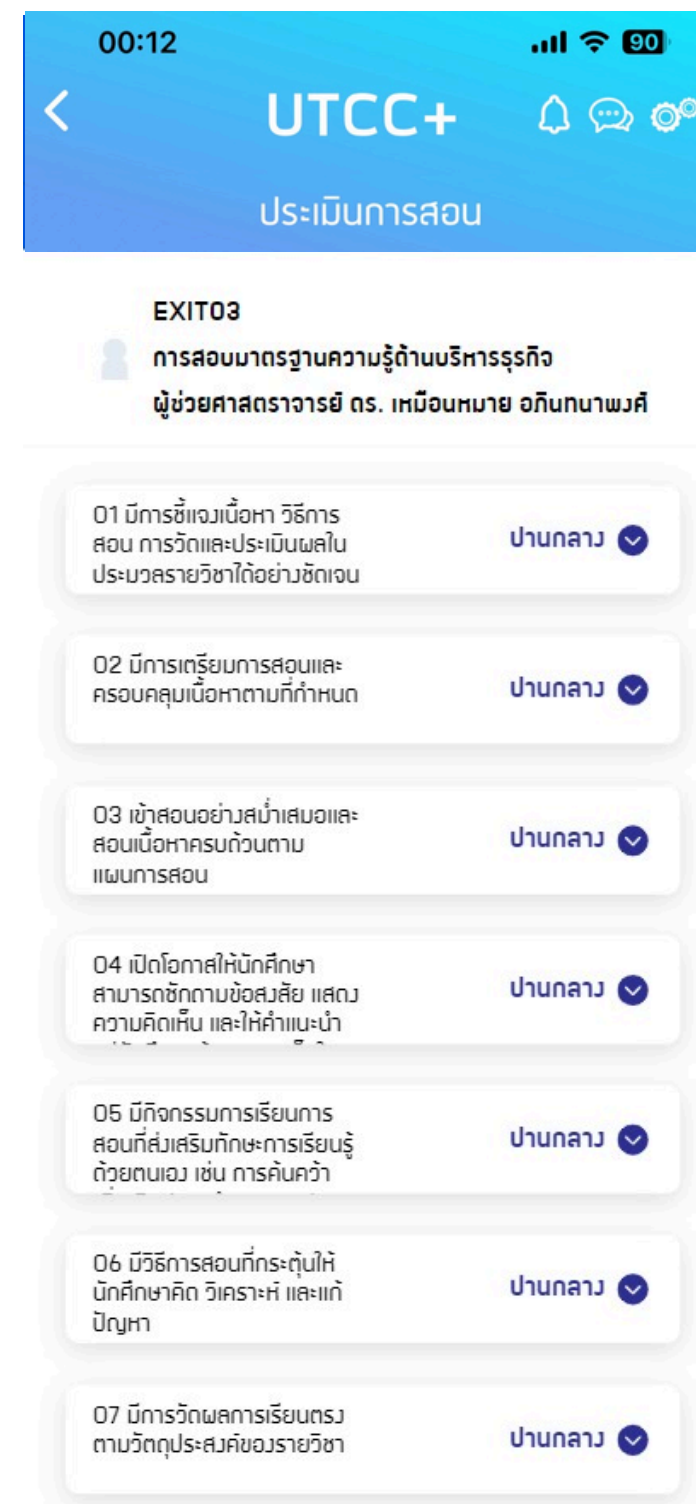 00:12
90
UTCC+
ประเมินการสอน
EXIT03
การสอบมาตรฐานความรู้ด้านบริหารธุรกิจ
ผู้ช่วยศาสตราจารย์ ดร. เหมือนหมาย อภินทนาพงศ์
01 มีการชี้แจงเนื้อหา วิธีการ
สอน การวัดและประเมินผลใน
ประมวลรายวิชาได้อย่างชัดเจน
ปานกลาง
02 มีการเตรียมการสอนและ
ครอบคลุมเนื้อหาตามที่กำหนด
ปานกลาง
03 เข้าสอนอย่างสม่ำเสมอและ
สอนเนื้อหาครบถ้วนตาม
แผนการสอน
ปานกลาง
04 เปิดโอกาสให้นักศึกษา
สามารถซักถามข้อสงสัย แสดง
ความคิดเห็น และให้คำแนะนำ
ปานกลาง
05 มีกิจกรรมการเรียนการ
สอนที่ส่งเสริมทักษะการเรียนรู้
ด้วยตนเอง เช่น การค้นคว้า
ปานกลาง
06 มีวิธีการสอนที่กระตุ้นให้
นักศึกษาคิด วิเคราะห์ และแก้
ปัญหา
ปานกลาง
07 มีการวัดผลการเรียนตรง
ตามวัตถุประสงค์ของรายวิชา
ปานกลาง